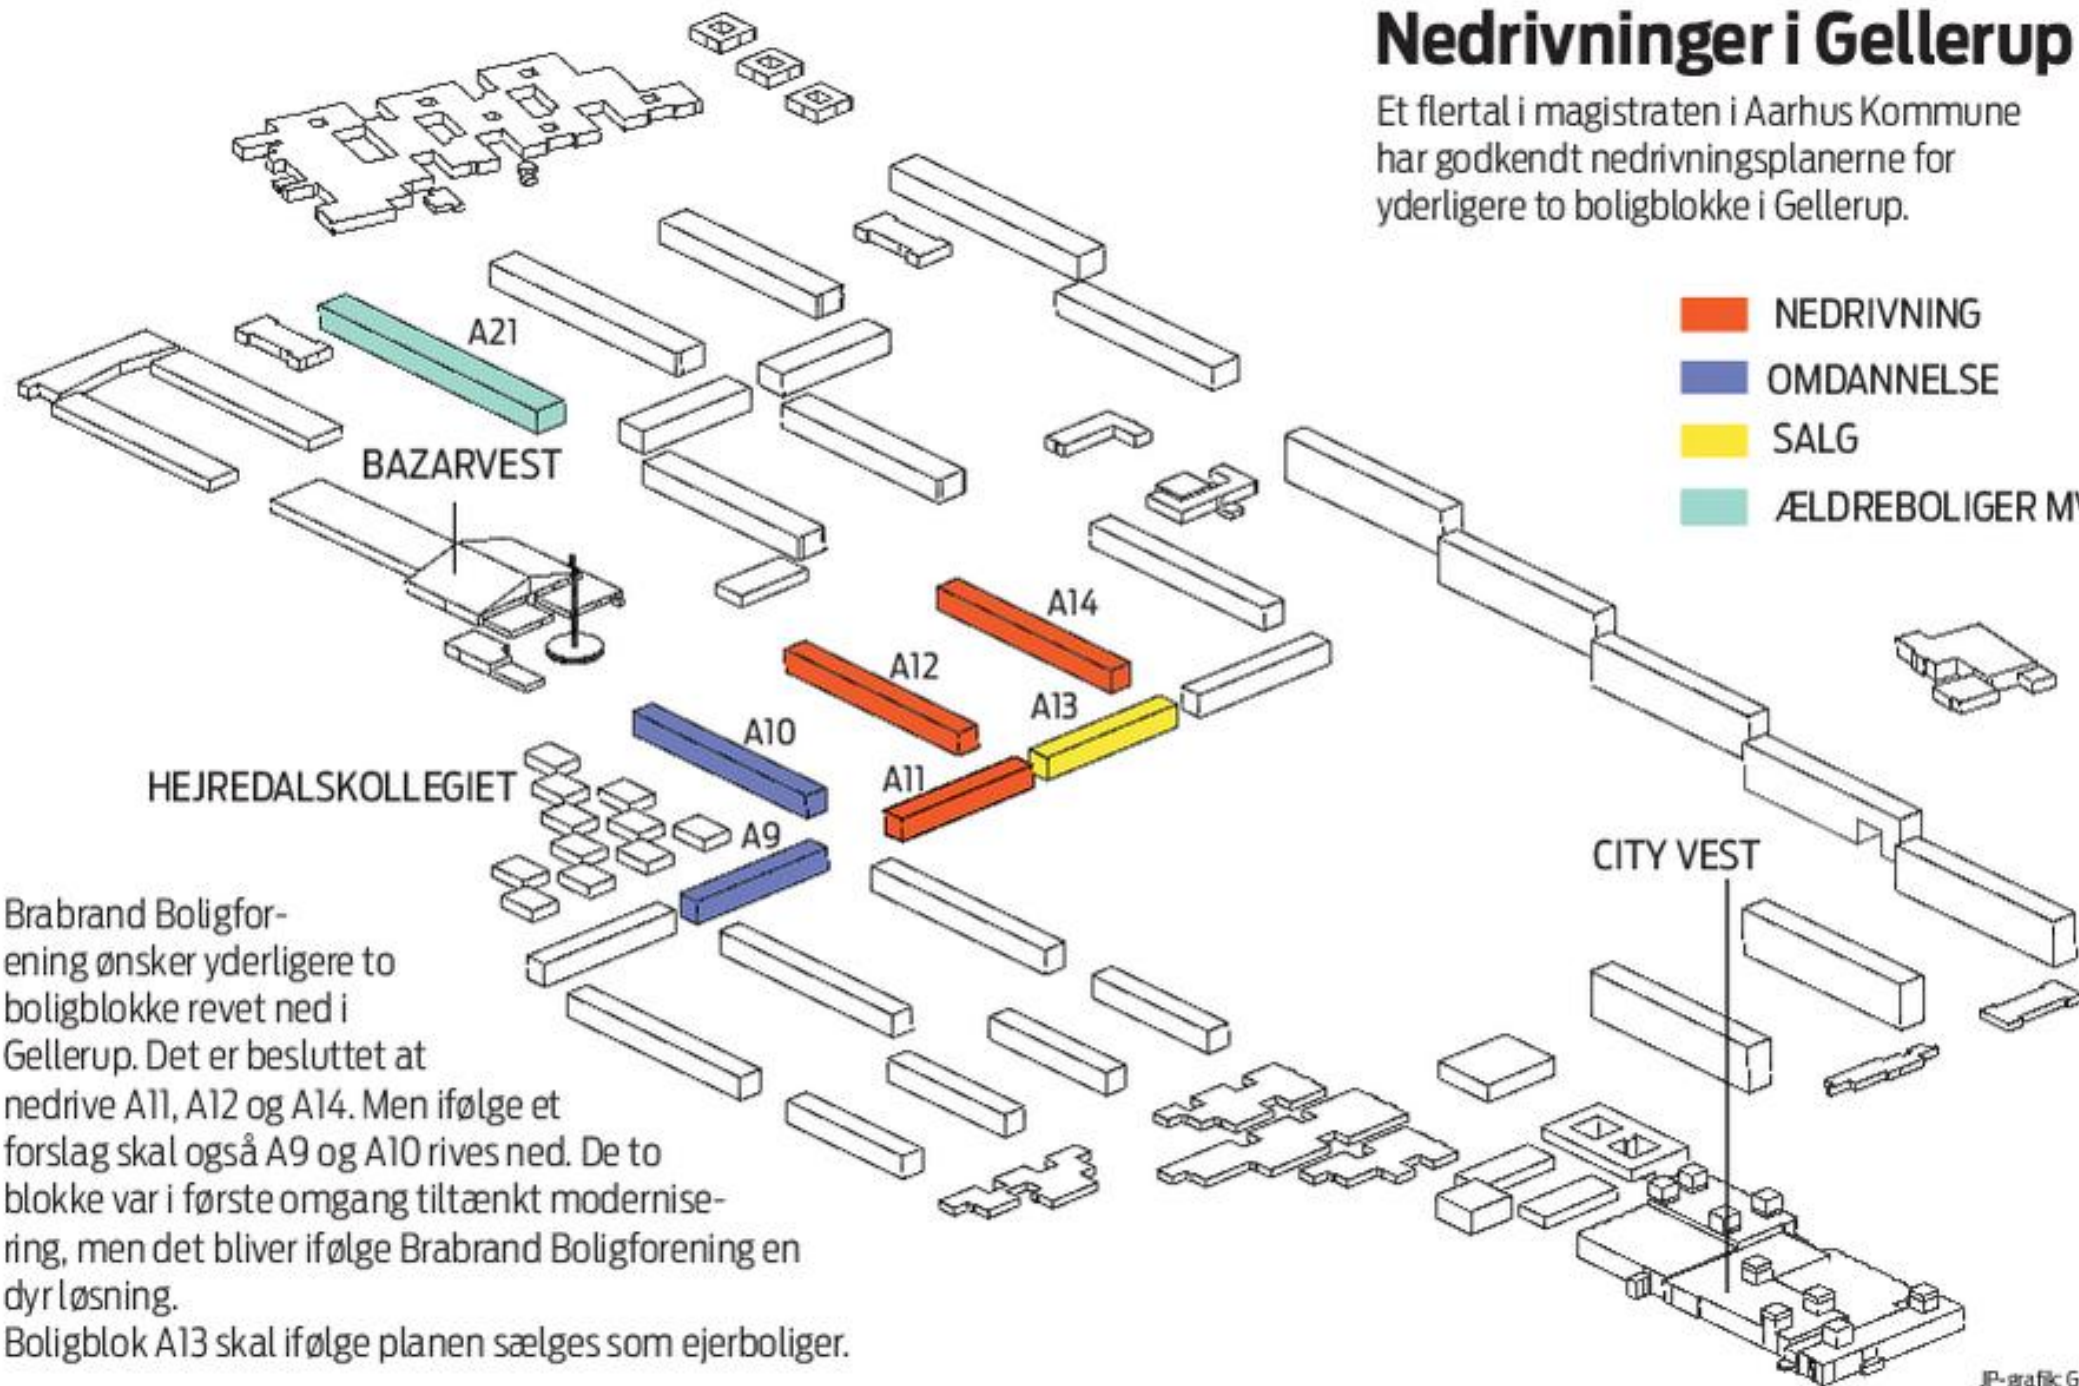 Nedrivninger i Gellerup
Et flertal i magistraten i Aarhus Kommune
har godkendt nedrivningsplanerne for
yderligere to boligblokke i Gellerup.
NEDRIVNING
OMDANNELSE
SALG
ÆLDREBOLIGER
A21
BAZARVEST
A14
A12
A13
A10
A11
HEJREDALSKOLLEGIET
A9
CITY VEST
Brabrand Boligfor-
ening ønsker yderligere to
boligblokke revet ned i
Gellerup. Det er besluttet at
nedrive A11, A12 og A14. Men ifølge et
forslag skal også A9 og A10 rives ned. De to
blokke var i første omgang tiltænkt modernise-
ring, men det bliver ifølge Brabrand Boligforening en
dyr løsning.
Boligblok A13 skal ifølge planen sælges som ejerboliger.
JP-grafik: